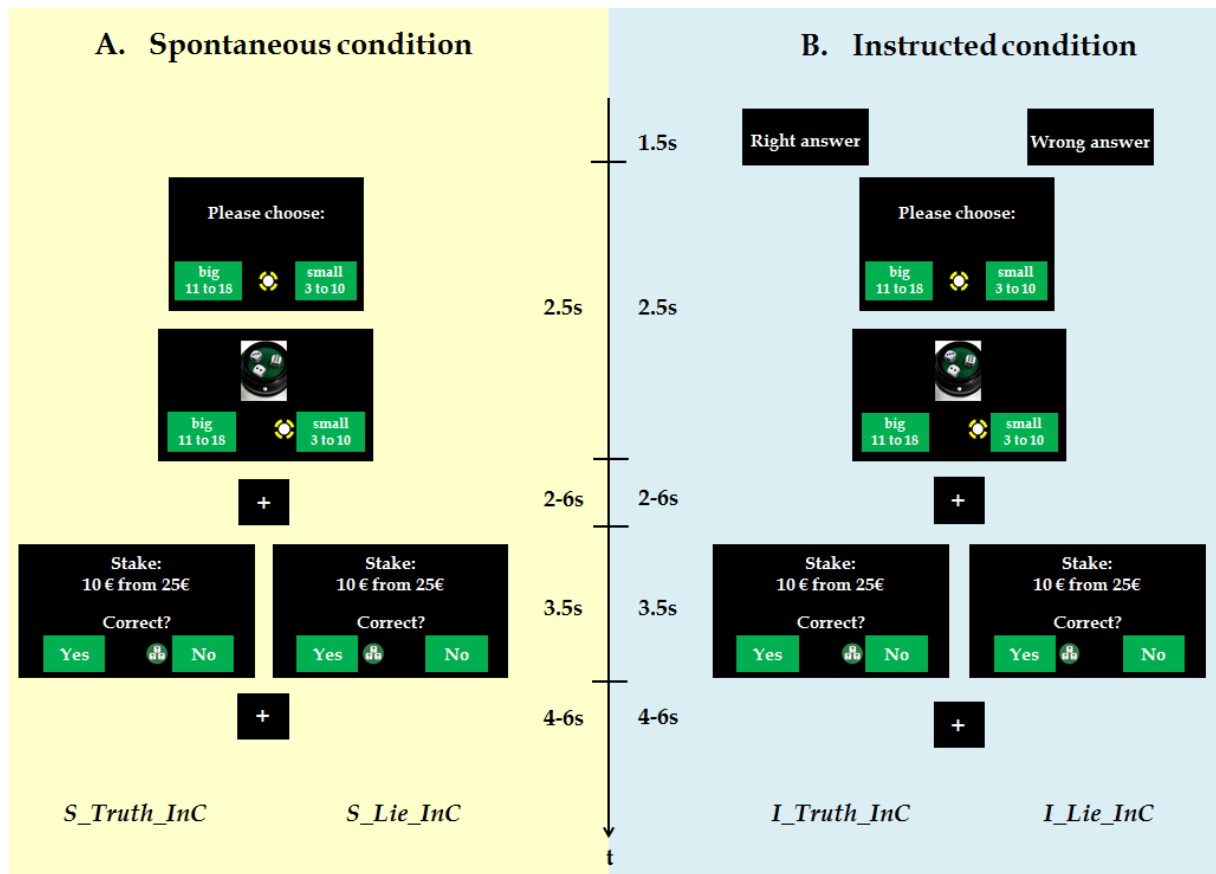 A. Spontaneous condition
B. Instructed condition
1.5s
Right answer
Wrong answer
Please choose:
big
11 to 18
small
3 to 10
Please choose:
big
11 to 18
small
3 to 10
2.5s
2.5s
big
11 to 18
small
3 to 10
big
11 to 18
small
3 to 10
+
2-6s
2-6s
+
Stake:
10 € from 25€
Correct?
Yes
No
Stake:
10 € from 25€
Correct?
Yes
No
3.5s
3.5s
Stake:
10 € from 25€
Correct?
Yes
No
Stake:
10 € from 25€
Correct?
Yes
No
+
4-6s
4-6s
+
S_Truth_InC
S_Lie_InC
I_Truth_InC
I_Lie_InC
t